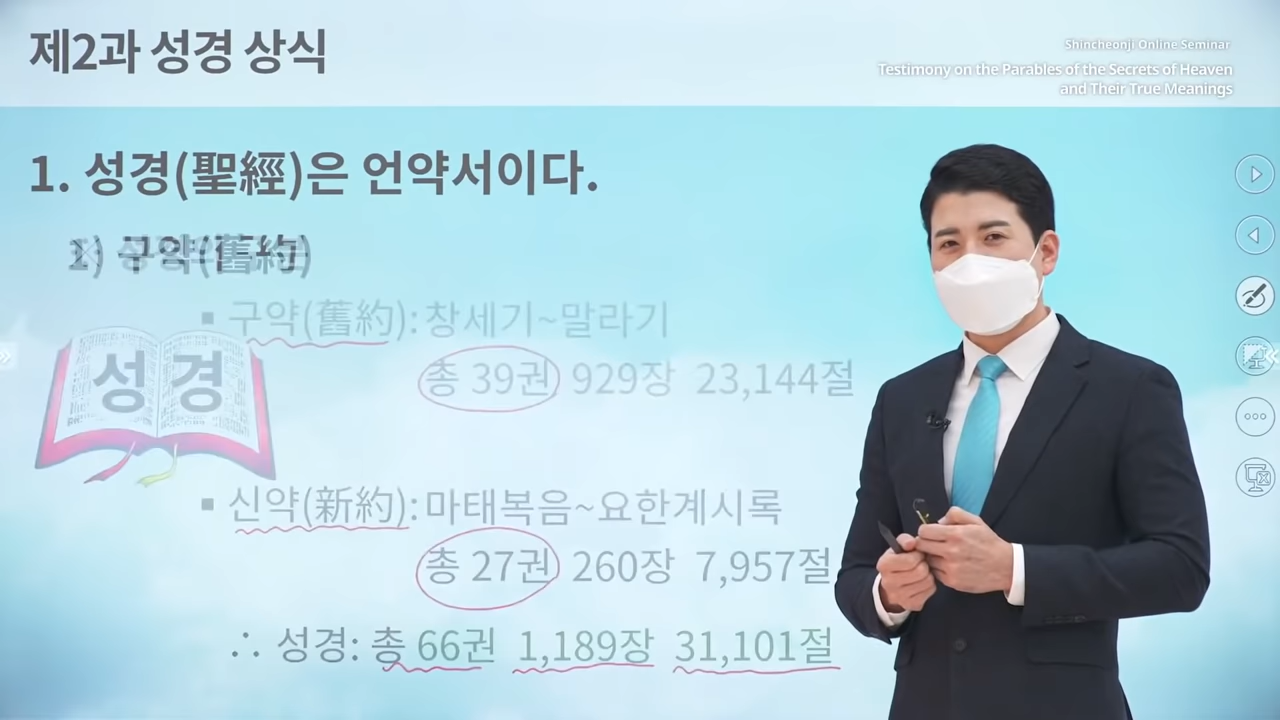 제2과 성경 상식
Shincheonji Online Seminar
Testimony on the Parables of the Secrets of Heaven
and Their True Meanings
1. 성경(聖經)은 언약서이다.
1) 구약(舊約)
▪ 구약(舊約): 창세기~말라기
총 39권 929장 23,144절
성경
▪ 신약(新約): 마태복음~요한계시록
총 27권 260장 7,957절
∴ 성경: 총 66권 1,189장 31,101절